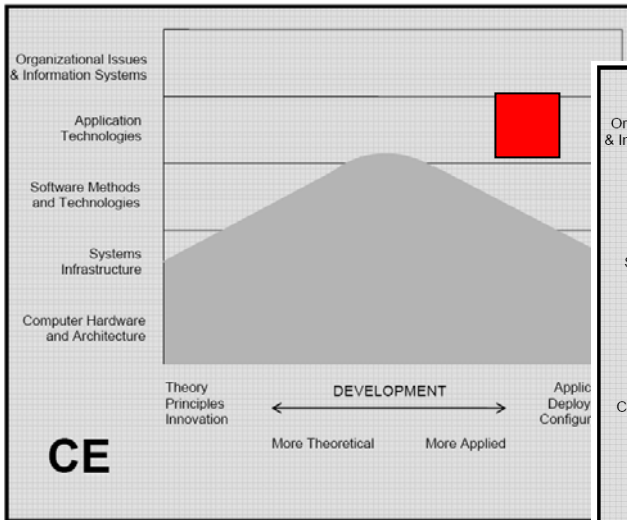 Organizational Issues
& Information Systems
Application
Technologies
Software Methods
and Technologies
Systems
Infrastructure
Computer Hardware
and Architecture
Theory
Principles
Innovation
DEVELOPMENT
More Theoretical
More Applied
CE